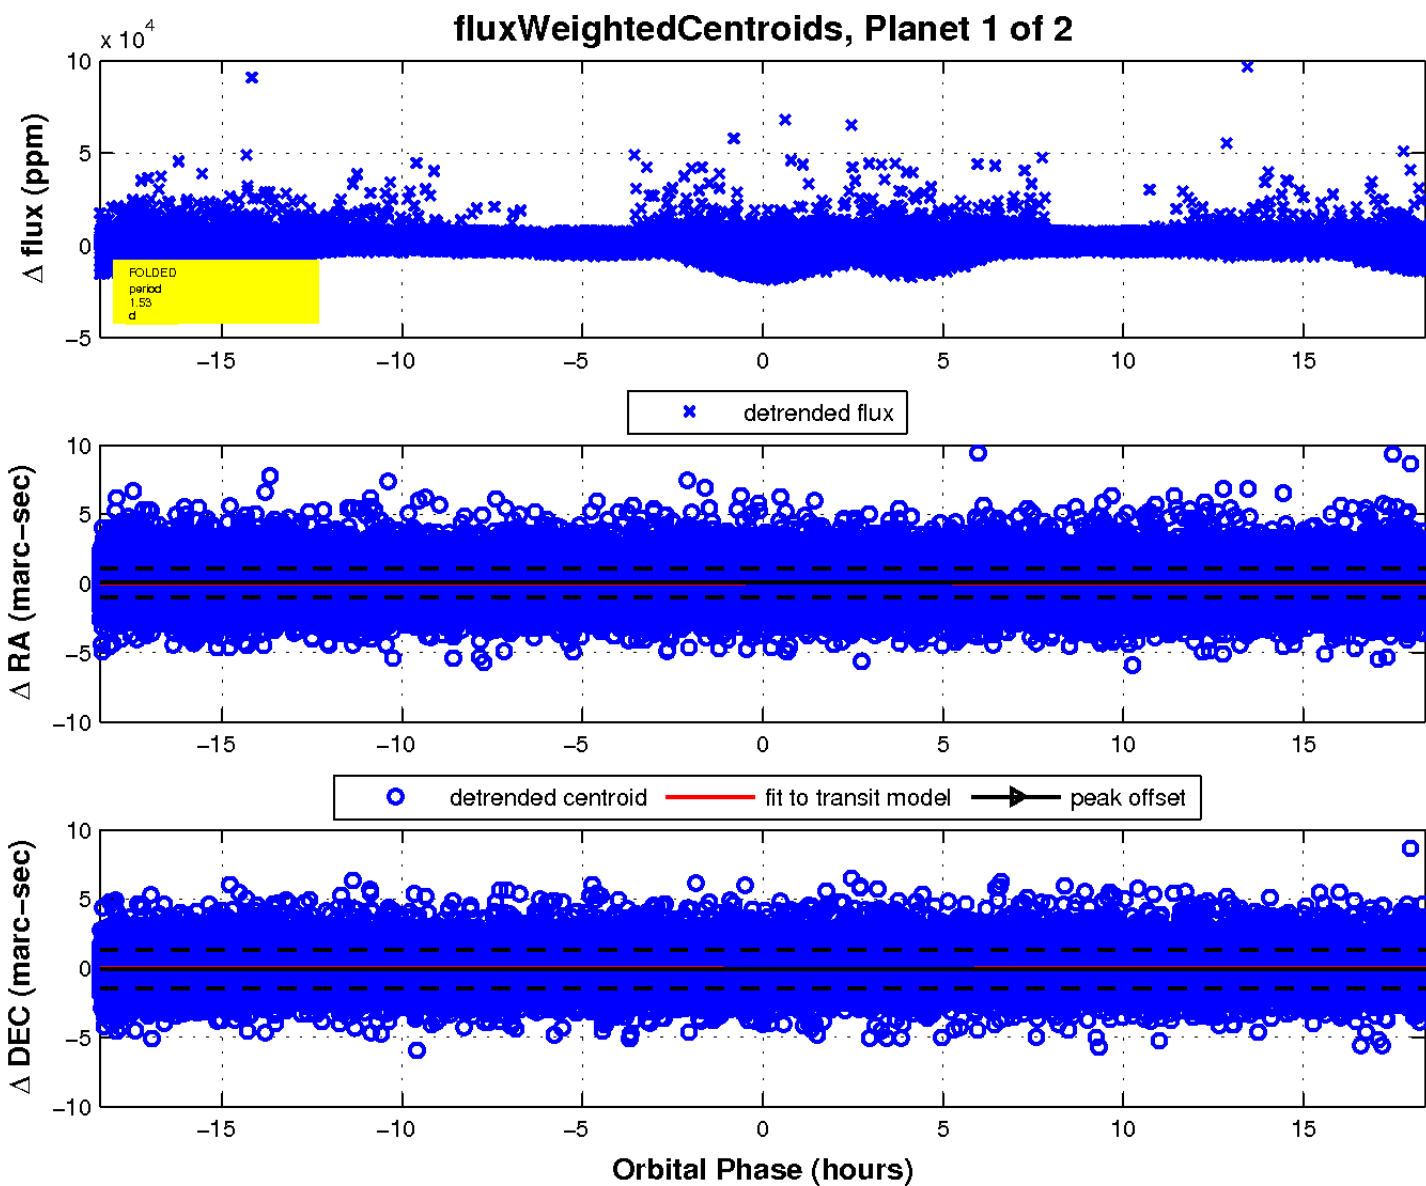 fluxWeightedCentroids, Planet 1 of 2
x 10^4
Δ flux (ppm)
10
5
0
−5
FOLDED
period
1.53
d
−15 −10 −5 0 5 10 15
detrended flux
Δ RA (marc−sec)
10
5
0
−5
−10
−15 −10 −5 0 5 10 15
detrended centroid fit to transit model peak offset
Δ DEC (marc−sec)
10
5
0
−5
−10
−15 −10 −5 0 5 10 15
Orbital Phase (hours)